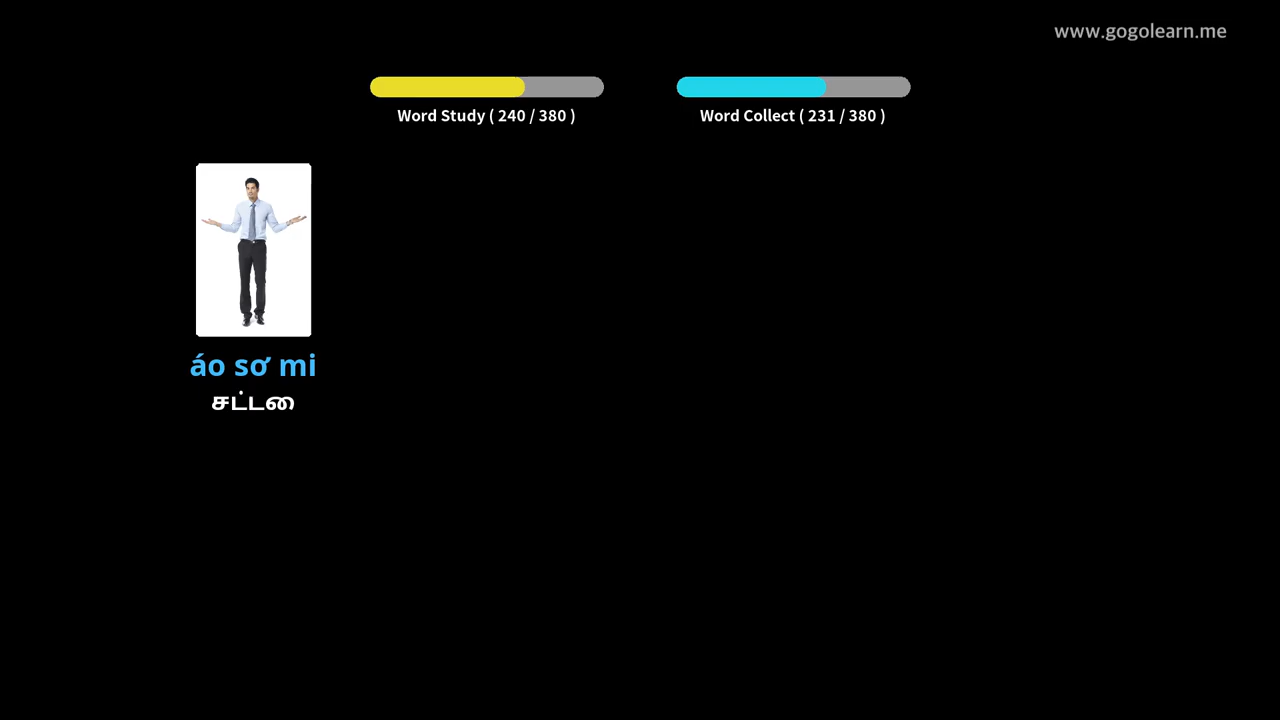 www.gogolearn.me
Word Study ( 240 / 380 )
Word Collect ( 231 / 380 )
áo sơ mi
சட்டை